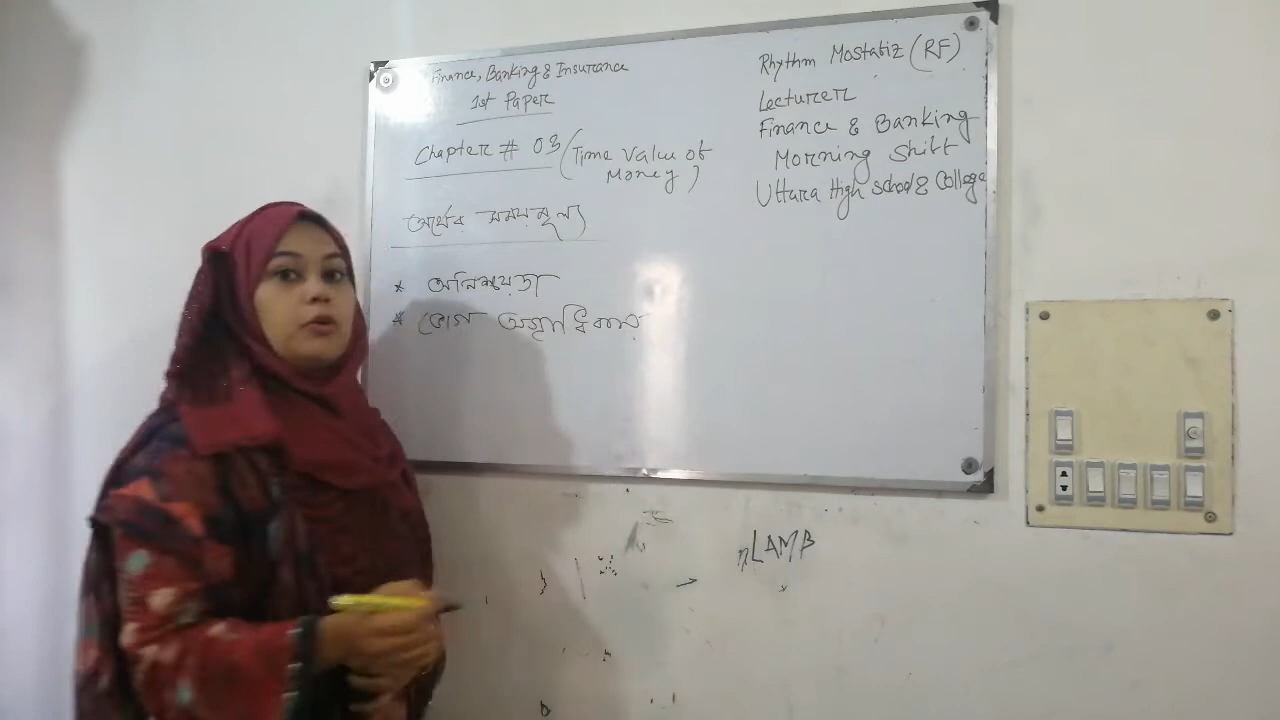 Finance, Banking & Insurance
1st Paper
Chapter # 03 (Time Value of
Money)
অর্থের সময়মূল্য
* অনিশ্চয়তা
* ভোগ অগ্রাধিকার
Rhythm Mostafiz (RF)
Lecturer
Finance & Banking
Morning Shift
Uttara High School & College
LAMB